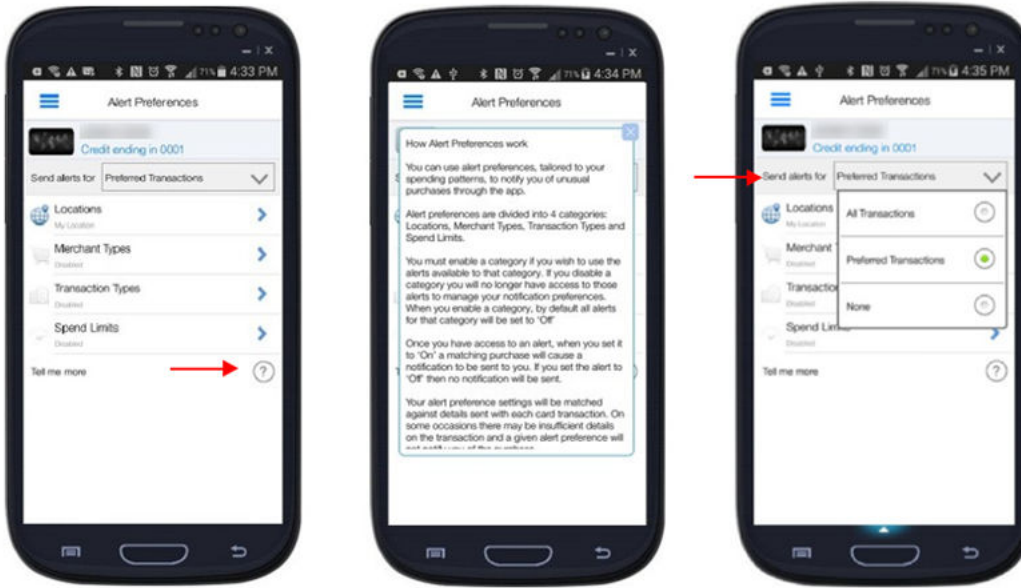 71% 4:33 PM
Alert Preferences
Credit ending in 0001
Send alerts for Preferred Transactions
Locations
My Location
Merchant Types
Disabled
Transaction Types
Disabled
Spend Limits
Disabled
Tell me more ?
71% 4:34 PM
Alert Preferences
How Alert Preferences work
You can use alert preferences, tailored to your
spending patterns, to notify you of unusual
purchases through the app.
Alert preferences are divided into 4 categories:
Locations, Merchant Types, Transaction Types and
Spend Limits.
You must enable a category if you wish to use the
alerts available to that category. If you disable a
category you will no longer have access to those
alerts to manage your notification preferences.
When you enable a category, by default all alerts
for that category will be set to 'Off'
Once you have access to an alert, when you set it
to 'On' a matching purchase will cause a
notification to be sent to you. If you set the alert to
'Off' then no notification will be sent.
Your alert preference settings will be matched
against details sent with each card transaction. On
some occasions there may be insufficient details
on the transaction and a given alert preference will
71% 4:35 PM
Alert Preferences
Credit ending in 0001
Send alerts for Preferred Transactions
All Transactions
Preferred Transactions
None
Locations
My Location
Merchant
Disabled
Transaction
Disabled
Spend Lim
Disabled
Tell me more ?